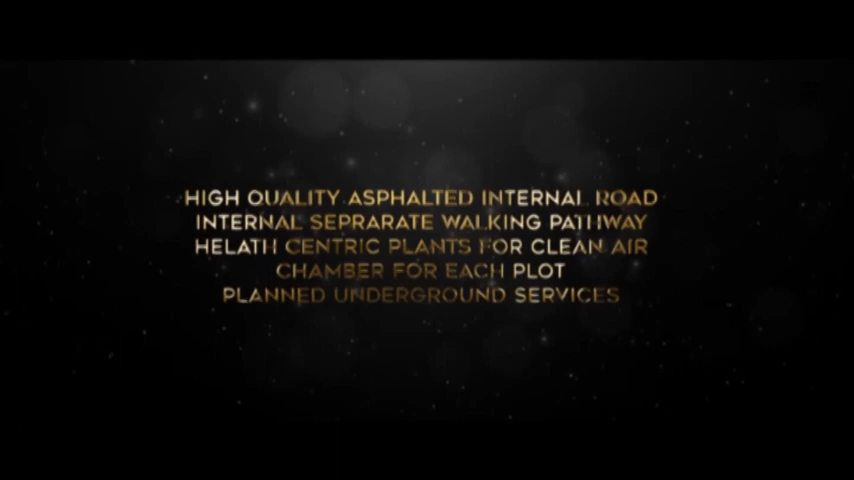 HIGH QUALITY ASPHALTED INTERNAL ROAD
INTERNAL SEPRARATE WALKING PATHWAY
HELATH CENTRIC PLANTS FOR CLEAN AIR
CHAMBER FOR EACH PLOT
PLANNED UNDERGROUND SERVICES